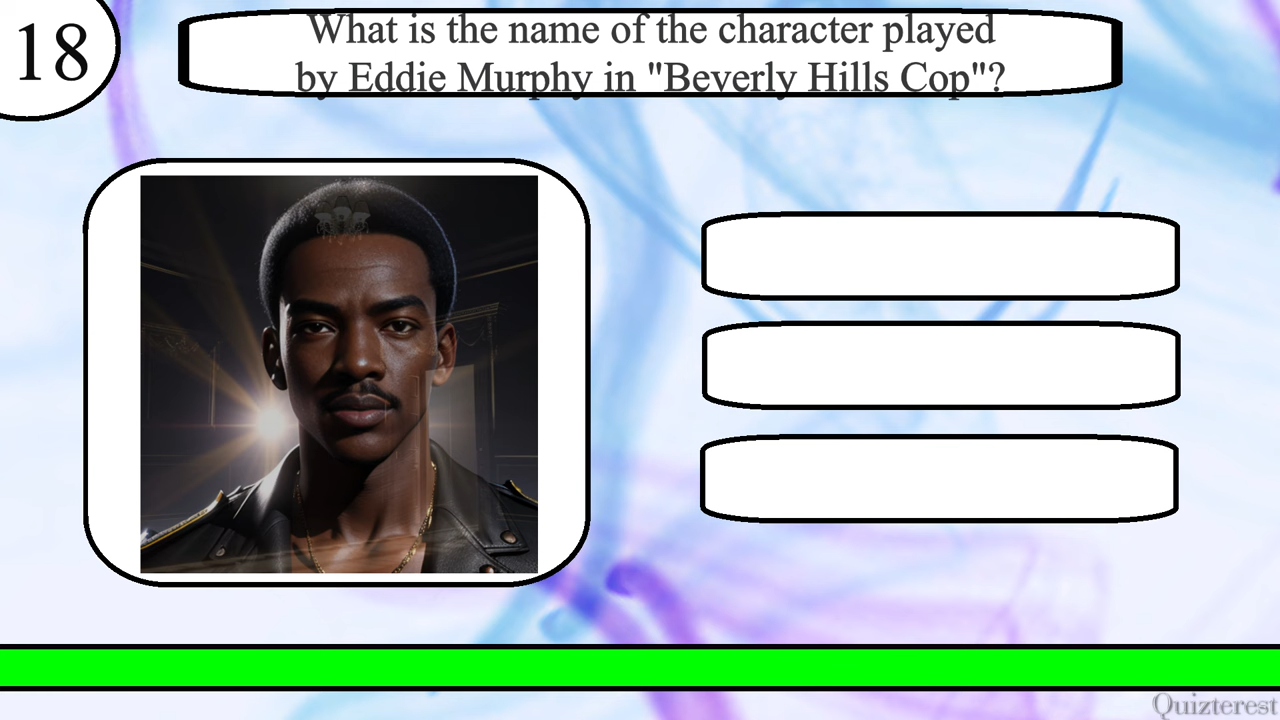 18
What is the name of the character played
by Eddie Murphy in "Beverly Hills Cop"?
Quizterest